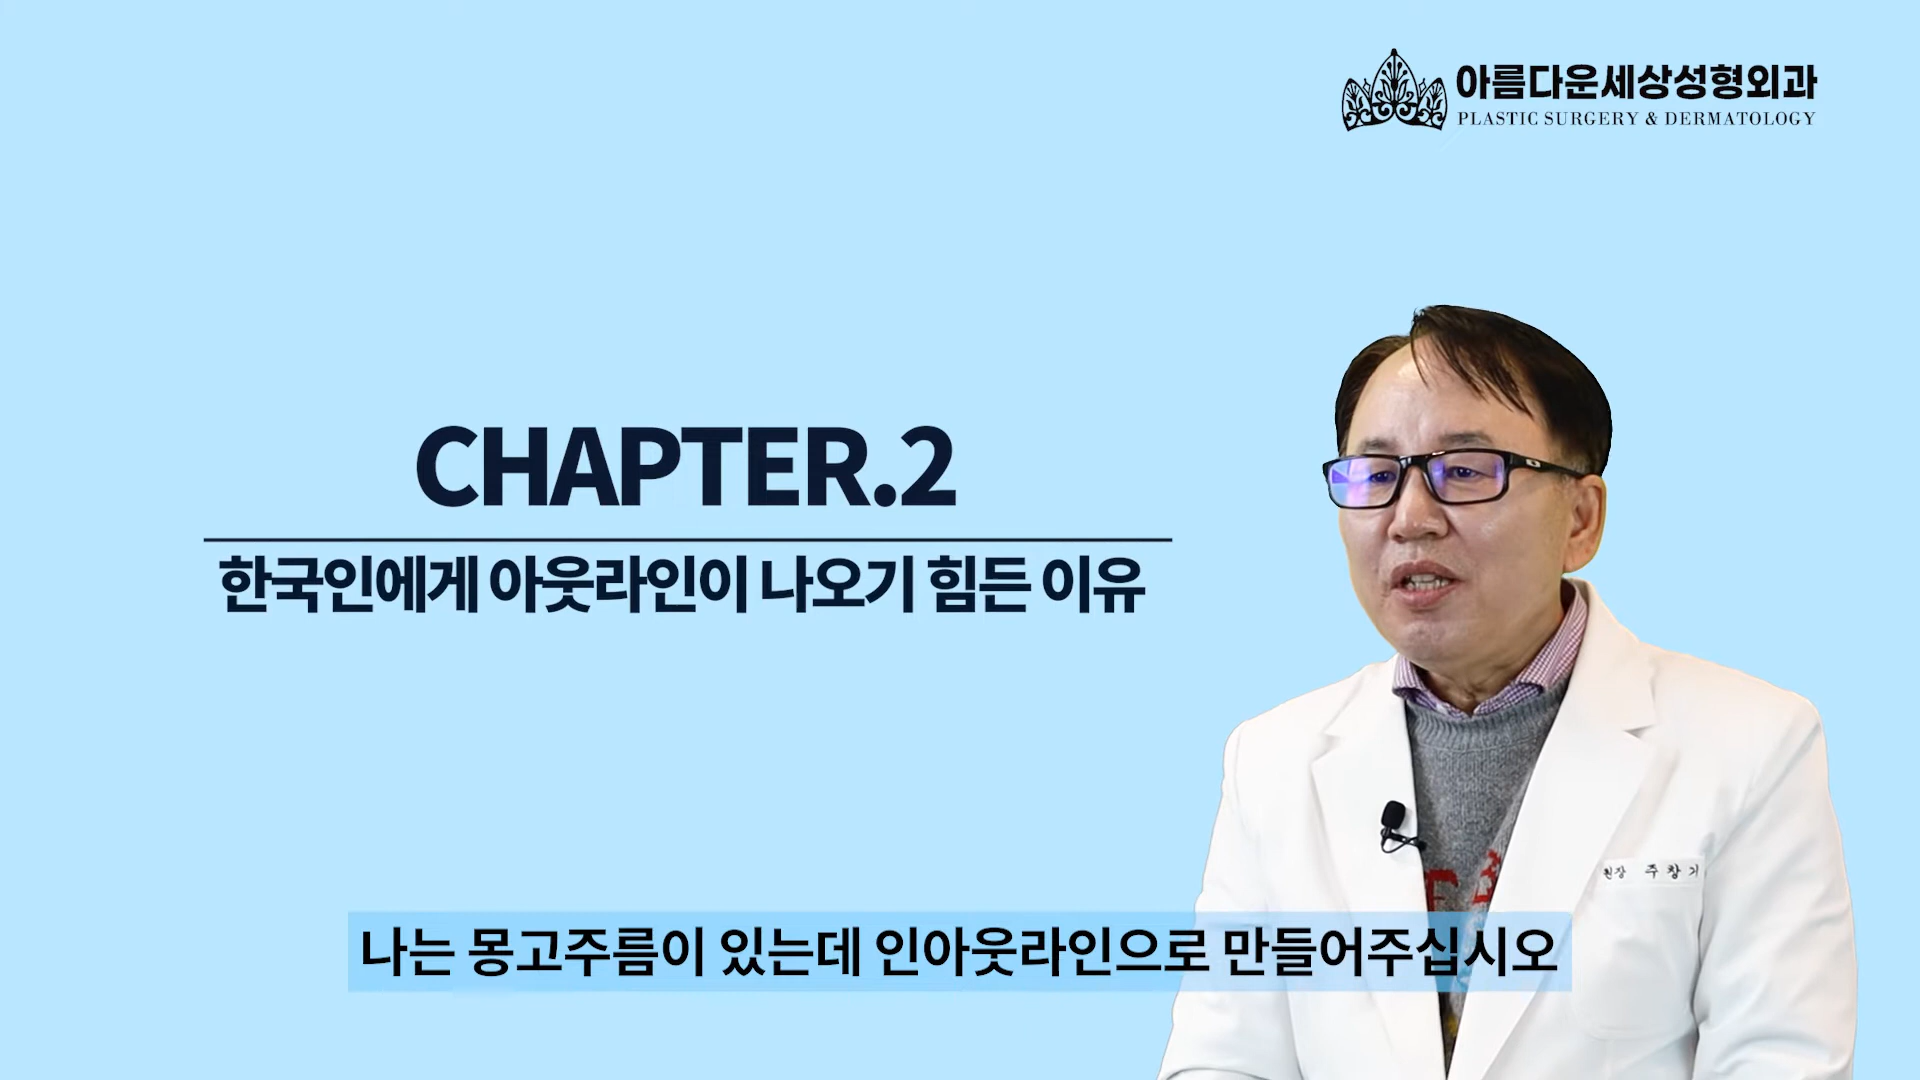 아름다운세상성형외과
PLASTIC SURGERY & DERMATOLOGY
CHAPTER.2
한국인에게 아웃라인이 나오기 힘든 이유
원장 주창기
나는 몽고주름이 있는데 인아웃라인으로 만들어주십시오